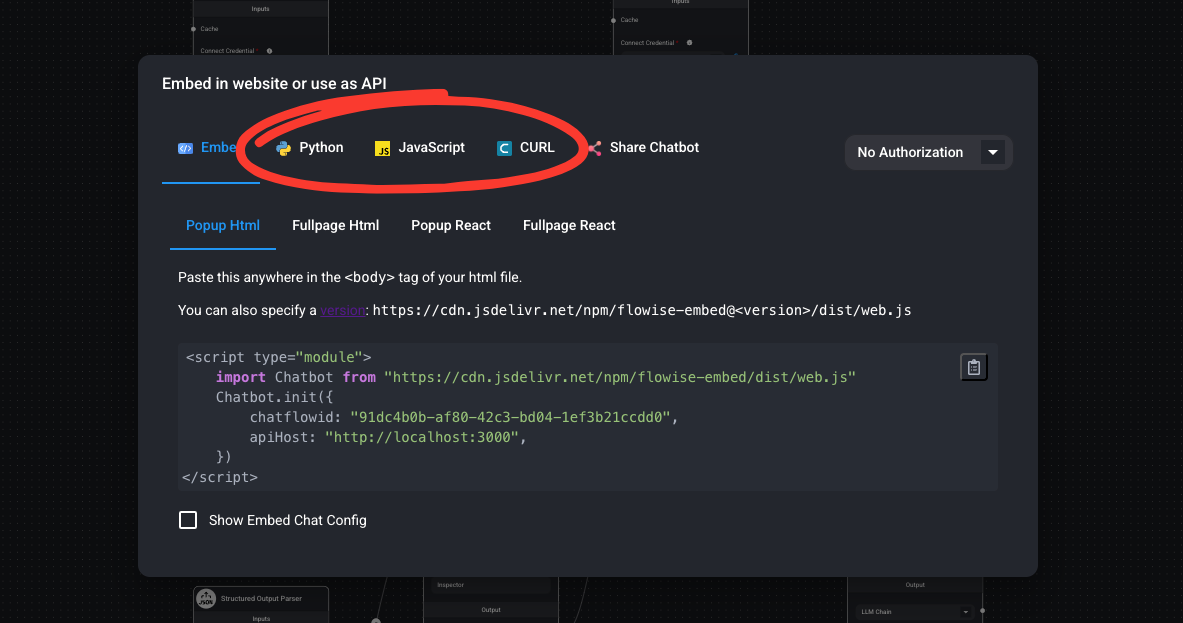 Inputs
Inputs
Cache
Cache
Connect Credential *
Connect Credential *
Embed in website or use as API
</> Embe Python JS JavaScript C CURL Share Chatbot
No Authorization
Popup Html Fullpage Html Popup React Fullpage React
Paste this anywhere in the <body> tag of your html file.
You can also specify a version: https://cdn.jsdelivr.net/npm/flowise-embed@<version>/dist/web.js
<script type="module">
import Chatbot from "https://cdn.jsdelivr.net/npm/flowise-embed/dist/web.js"
Chatbot.init({
chatflowid: "91dc4b0b-af80-42c3-bd04-1ef3b21ccdd0",
apiHost: "http://localhost:3000",
})
</script>
Show Embed Chat Config
Inspector
Output
JSON Structured Output Parser
Output
LLM Chain
Inputs